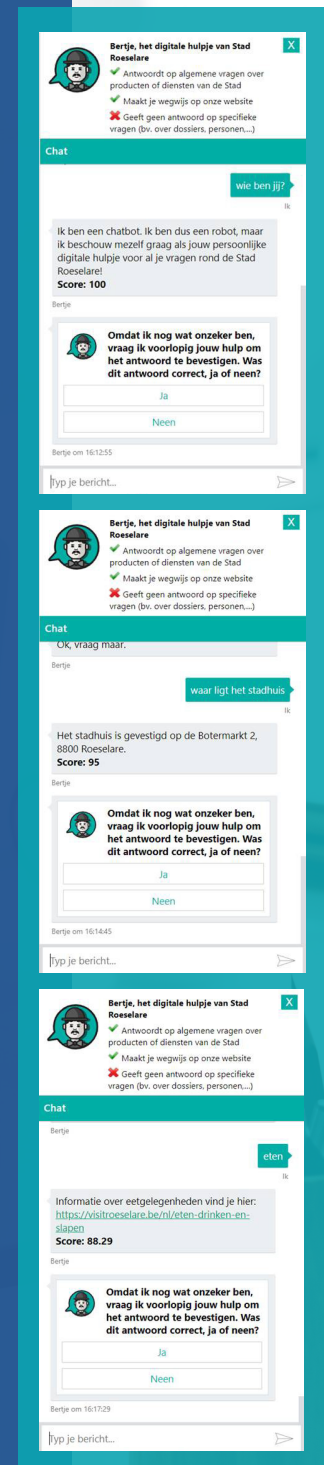 Bertje, het digitale hulpje van Stad
Roeselare
X
Antwoordt op algemene vragen over
producten of diensten van de Stad
Maakt je wegwijs op onze website
Geeft geen antwoord op specifieke
vragen (bv. over dossiers, personen,...)
Chat
wie ben jij?
Ik
Ik ben een chatbot. Ik ben dus een robot, maar
ik beschouw mezelf graag als jouw persoonlijke
digitale hulpje voor al je vragen rond de Stad
Roeselare!
Score: 100
Bertje
Omdat ik nog wat onzeker ben,
vraag ik voorlopig jouw hulp om
het antwoord te bevestigen. Was
dit antwoord correct, ja of neen?
Ja
Neen
Bertje om 16:12:55
Typ je bericht...
Bertje, het digitale hulpje van Stad
Roeselare
X
Antwoordt op algemene vragen over
producten of diensten van de Stad
Maakt je wegwijs op onze website
Geeft geen antwoord op specifieke
vragen (bv. over dossiers, personen,...)
Chat
Ok, vraag maar.
Bertje
waar ligt het stadhuis
Ik
Het stadhuis is gevestigd op de Botermarkt 2,
8800 Roeselare.
Score: 95
Bertje
Omdat ik nog wat onzeker ben,
vraag ik voorlopig jouw hulp om
het antwoord te bevestigen. Was
dit antwoord correct, ja of neen?
Ja
Neen
Bertje om 16:14:45
Typ je bericht...
Bertje, het digitale hulpje van Stad
Roeselare
X
Antwoordt op algemene vragen over
producten of diensten van de Stad
Maakt je wegwijs op onze website
Geeft geen antwoord op specifieke
vragen (bv. over dossiers, personen,...)
Chat
Bertje
eten
Ik
Informatie over eetgelegenheden vind je hier:
https://visitroeselare.be/nl/eten-drinken-en-
slapen
Score: 88.29
Bertje
Omdat ik nog wat onzeker ben,
vraag ik voorlopig jouw hulp om
het antwoord te bevestigen. Was
dit antwoord correct, ja of neen?
Ja
Neen
Bertje om 16:17:29
Typ je bericht...